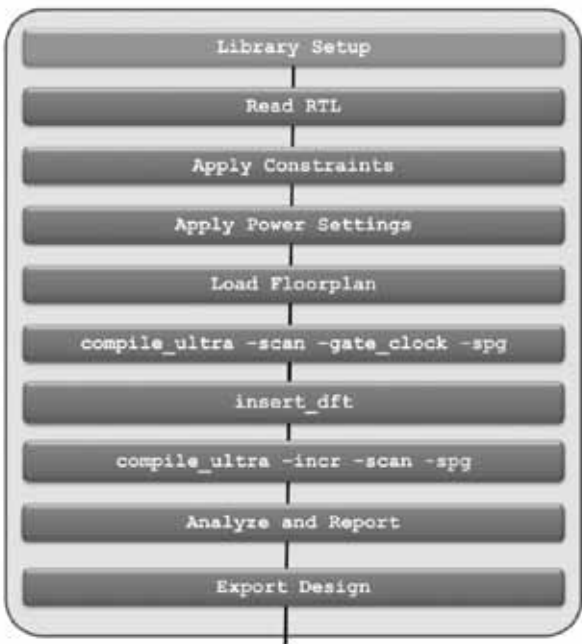 Library Setup
Read RTL
Apply Constraints
Apply Power Settings
Load Floorplan
compile_ultra -scan -gate_clock -spg
insert_dft
compile_ultra -incr -scan -spg
Analyze and Report
Export Design